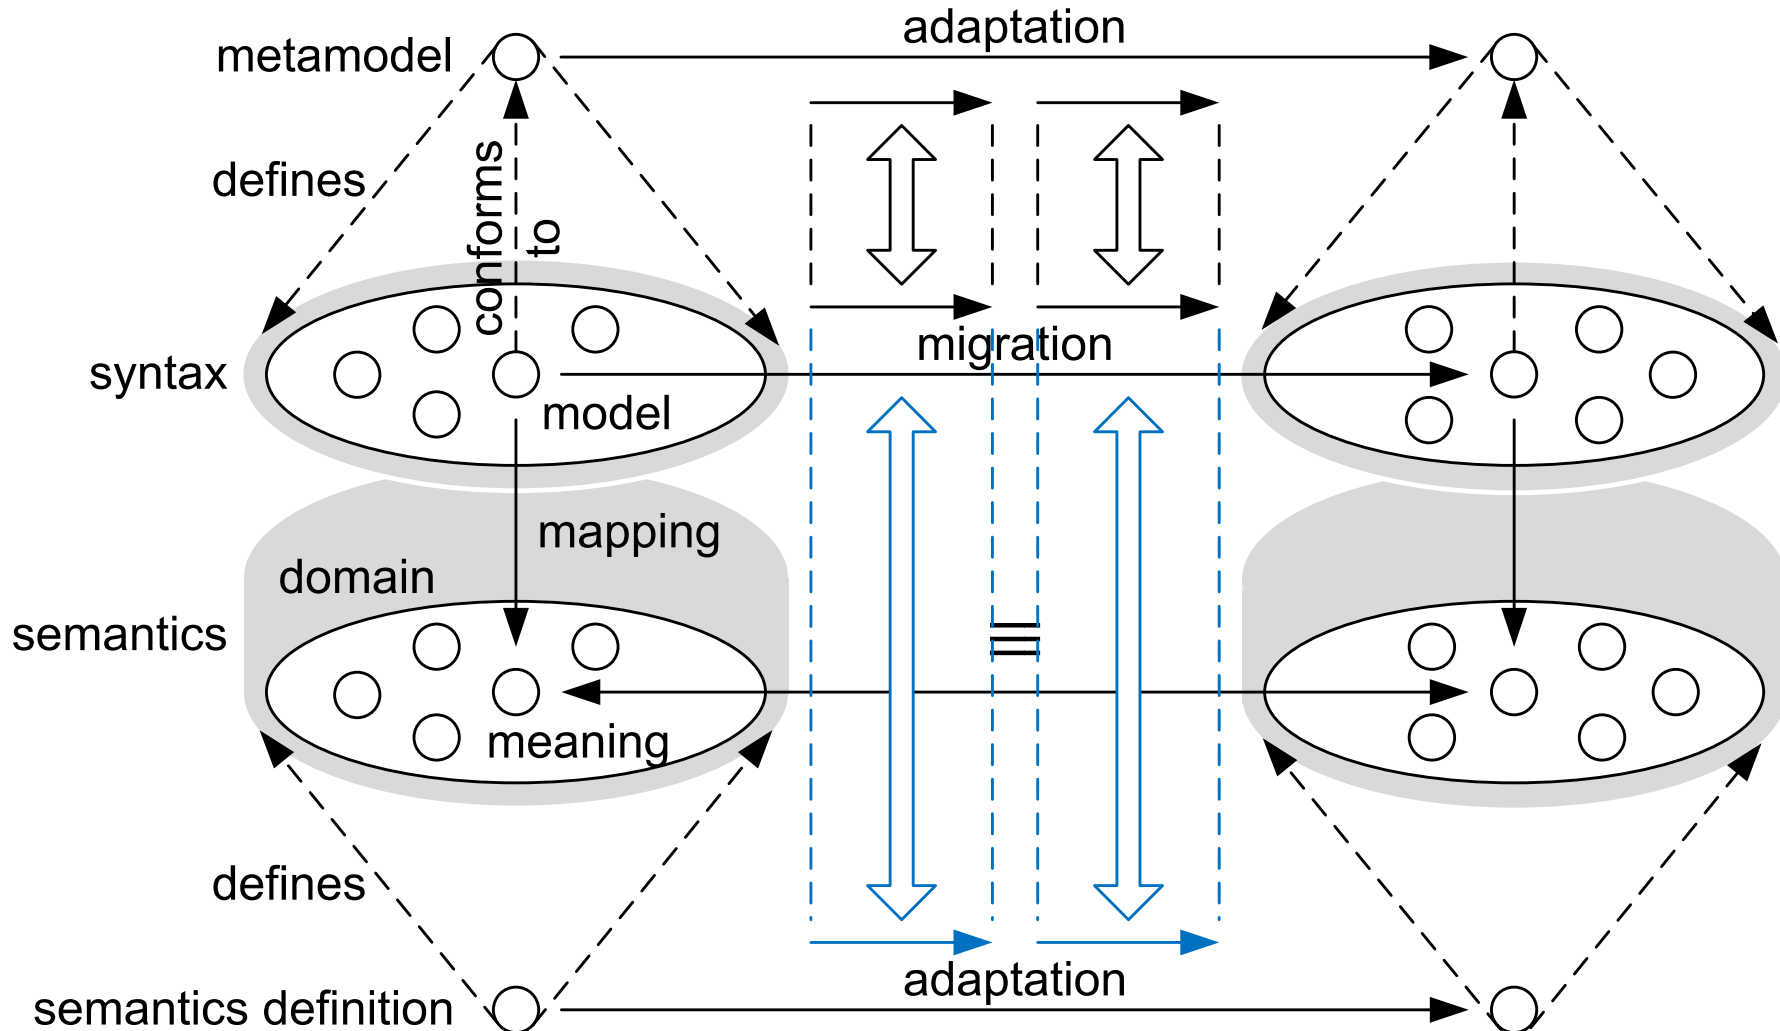 adaptation
metamodel
defines
conforms
to
migration
syntax
model
mapping
domain
semantics
meaning
defines
adaptation
semantics definition